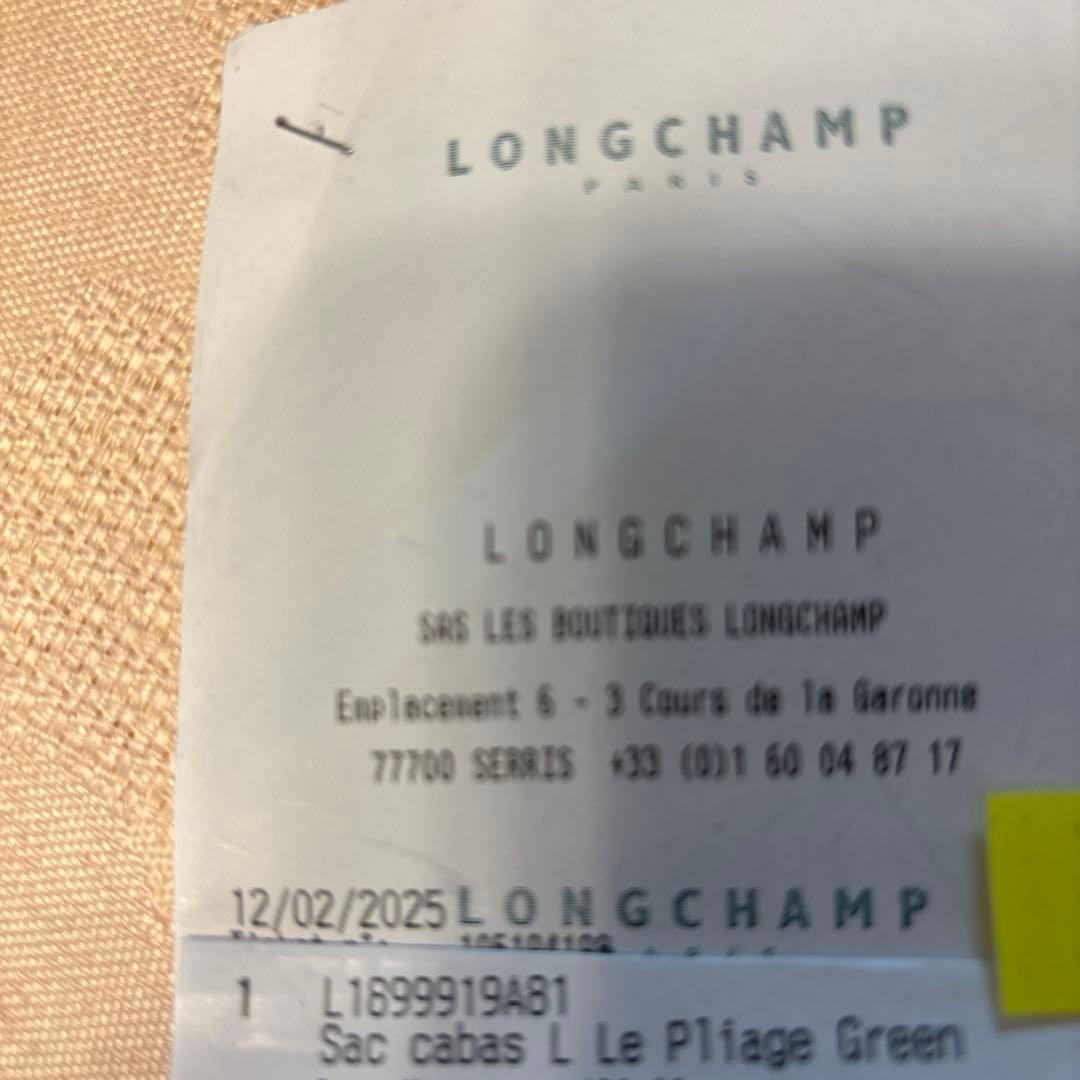 LONGCHAMP
PARIS
LONGCHAMP
SAS LES BOUTIQUES LONGCHAMP
Emplacement 6 - 3 Cours de la Garonne
77700 SERRIS +33 (0)1 60 04 87 17
12/02/2025 LONGCHAMP
1 L1899919A81
Sac cabas L Le Pliage Green